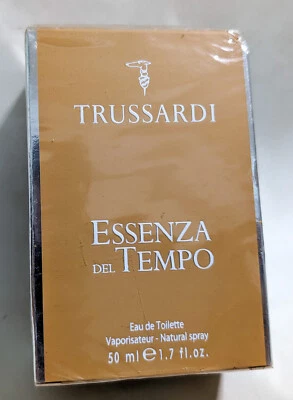 TRUSSARDI
ESSENZA
DEL TEMPO
Eau de Toilette
Vaporisateur - Natural spray
50 ml e 1.7 fl.oz.